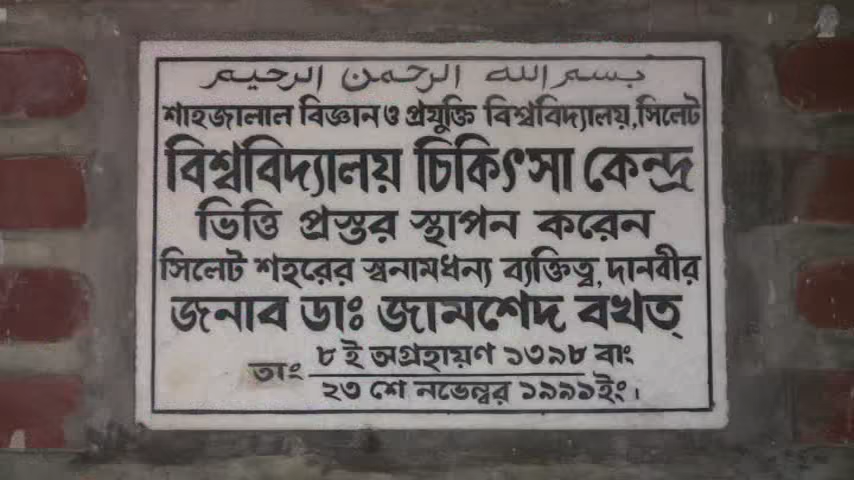 بسم الله الرحمن الرحيم
শাহজালাল বিজ্ঞান ও প্রযুক্তি বিশ্ববিদ্যালয়, সিলেট
বিশ্ববিদ্যালয় চিকিৎসা কেন্দ্র
ভিত্তি প্রস্তর স্থাপন করেন
সিলেট শহরের স্বনামধন্য ব্যক্তিত্ব, দানবীর
জনাব ডাঃ জামশেদ বখত্
তাং ৮ ই অগ্রহায়ণ ১৩৯৮ বাং
২৩ শে নভেম্বর ১৯৯১ইং।